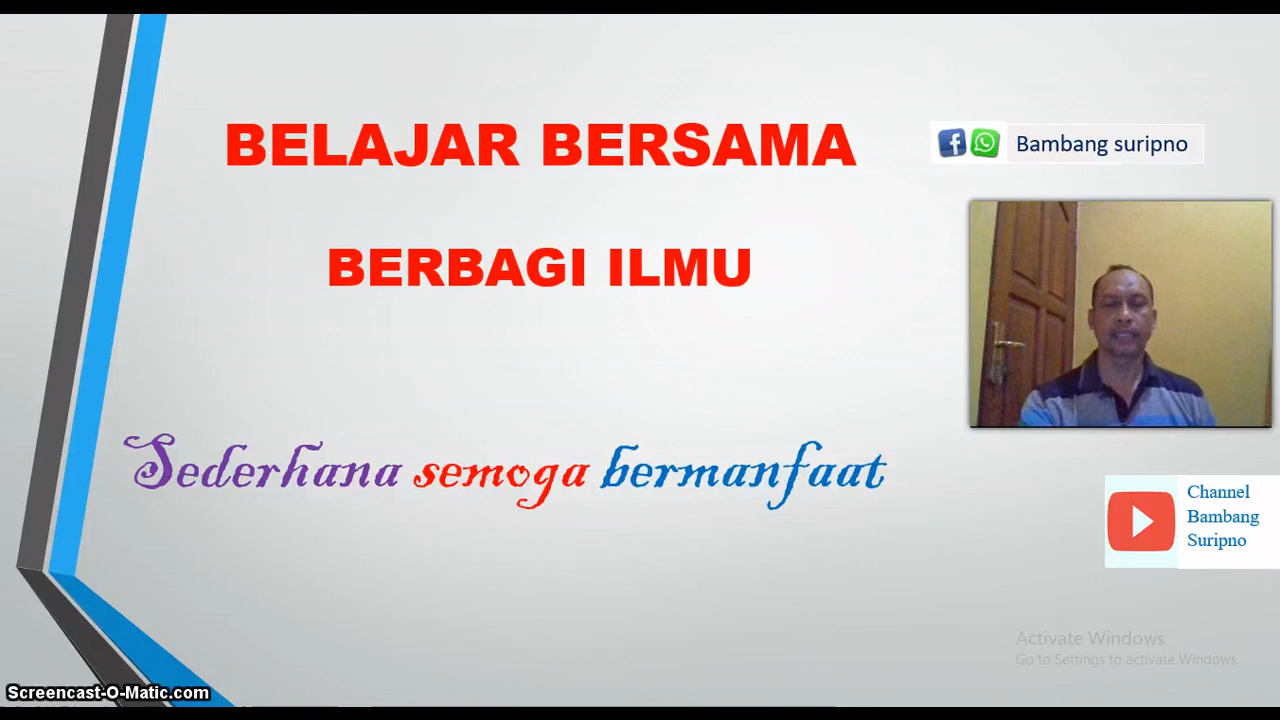 BELAJAR BERSAMA
BERBAGI ILMU
Bambang suripno
Sederhana semoga bermanfaat
Channel
Bambang
Suripno
Activate Windows
Go to Settings to activate Windows.
Screencast-O-Matic.com